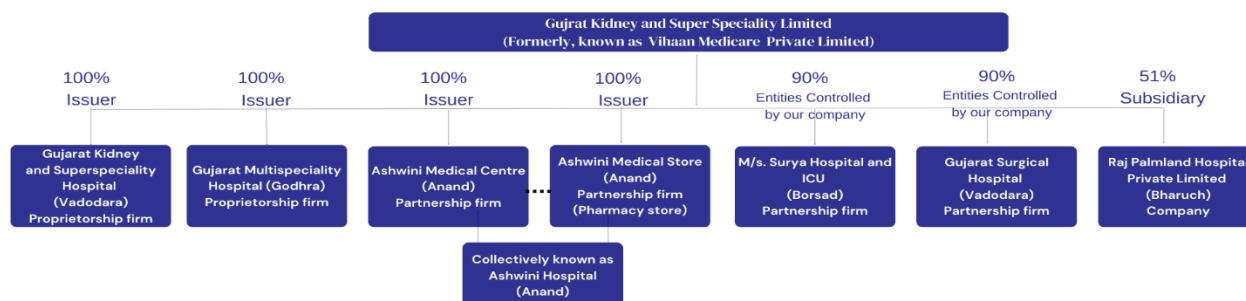 Gujrat Kidney and Super Speciality Limited
(Formerly, known as Vihaan Medicare Private Limited)
100%
Issuer
100%
Issuer
100%
Issuer
100%
Issuer
90%
Entities Controlled
by our company
90%
Entities Controlled
by our company
51%
Subsidiary
Gujarat Kidney
and Superspeciality
Hospital
(Vadodara)
Proprietorship firm
Gujarat Multispeciality
Hospital (Godhra)
Proprietorship firm
Ashwini Medical Centre
(Anand)
Partnership firm
Ashwini Medical Store
(Anand)
Partnership firm
(Pharmacy store)
M/s. Surya Hospital and
ICU
(Borsad)
Partnership firm
Gujarat Surgical
Hospital
(Vadodara)
Partnership firm
Raj Palmland Hospital
Private Limited
(Bharuch)
Company
Collectively known as
Ashwini Hospital
(Anand)